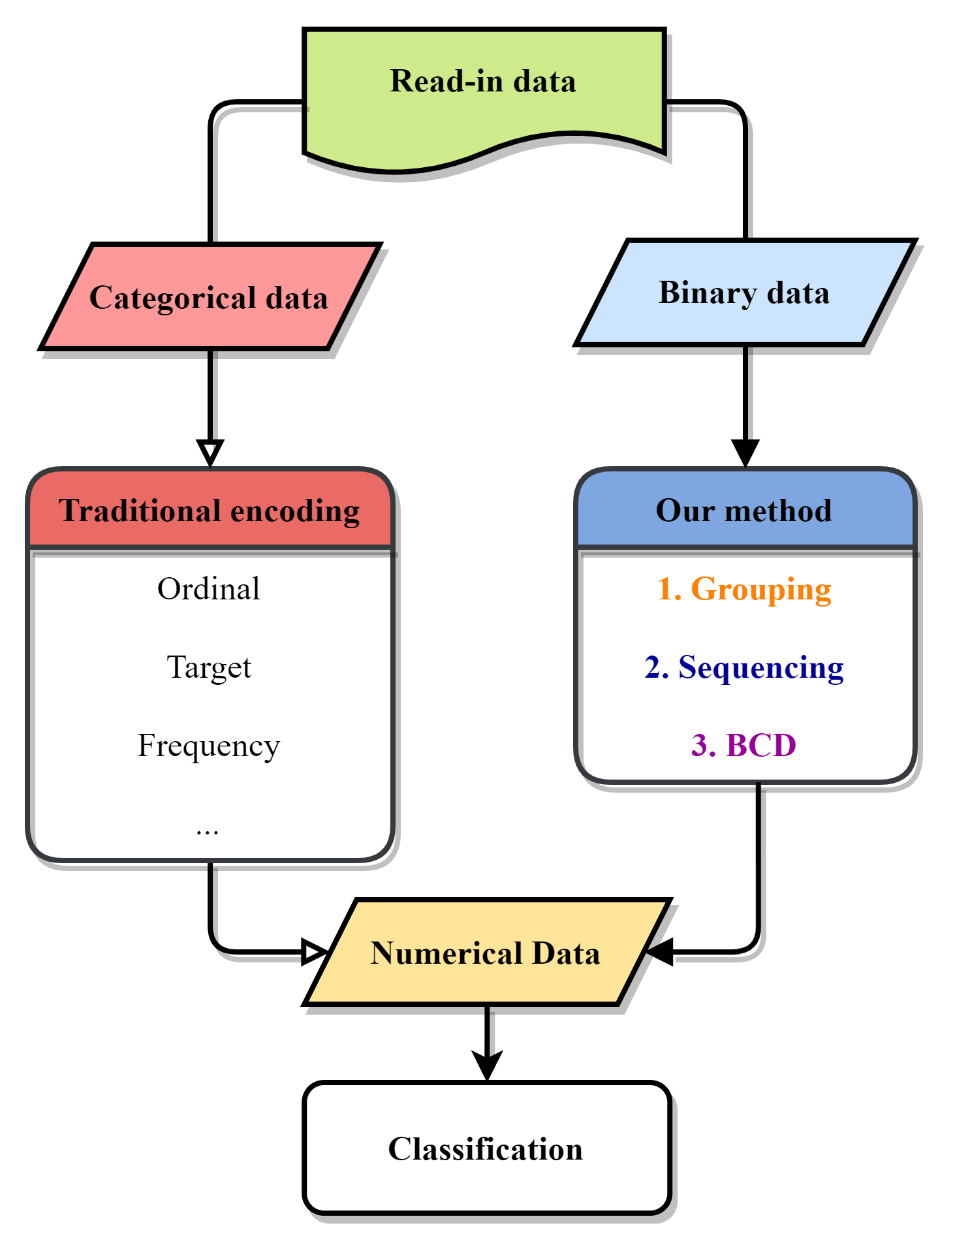 Read-in data
Categorical data
Binary data
Traditional encoding
Ordinal
Target
Frequency
...
Our method
1. Grouping
2. Sequencing
3. BCD
Numerical Data
Classification